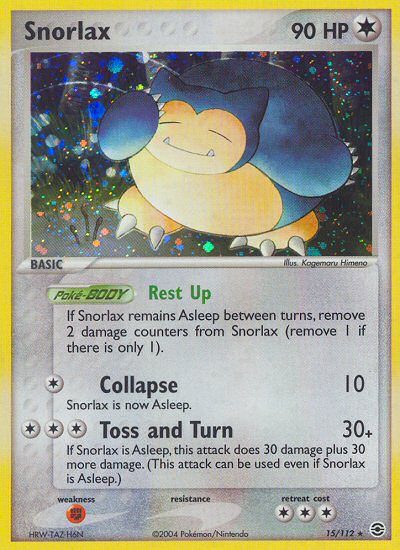 Snorlax 90 HP
BASIC Illus. Kagemaru Himeno
Poké-BODY Rest Up
If Snorlax remains Asleep between turns, remove
2 damage counters from Snorlax (remove 1 if
there is only 1).
Collapse 10
Snorlax is now Asleep.
Toss and Turn 30+
If Snorlax is Asleep, this attack does 30 damage plus 30
more damage. (This attack can be used even if Snorlax
is Asleep.)
weakness resistance retreat cost
HRW-TAZ H6N ©2004 Pokémon/Nintendo 15/112 ★